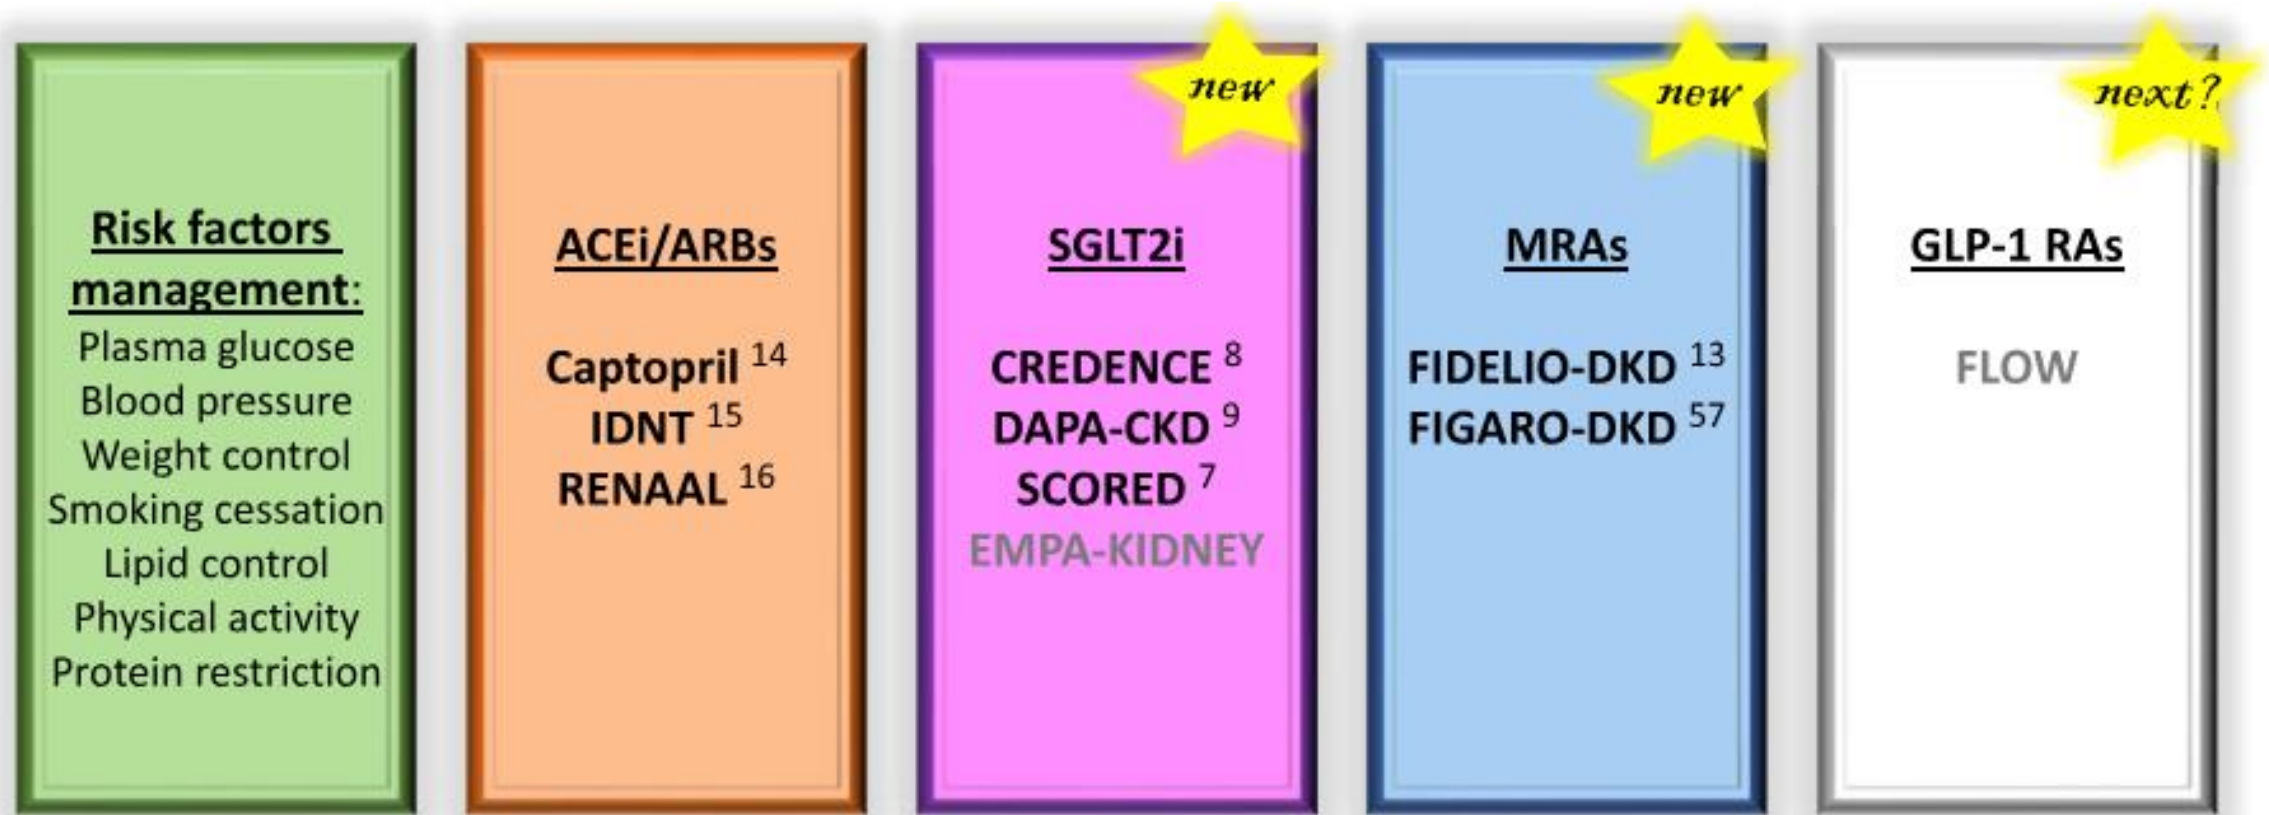 Risk factors
management:
Plasma glucose
Blood pressure
Weight control
Smoking cessation
Lipid control
Physical activity
Protein restriction
ACEi/ARBs
Captopril 14
IDNT 15
RENAAL 16
new
SGLT2i
CREDENCE 8
DAPA-CKD 9
SCORED 7
EMPA-KIDNEY
new
MRAs
FIDELIO-DKD 13
FIGARO-DKD 57
next?
GLP-1 RAs
FLOW